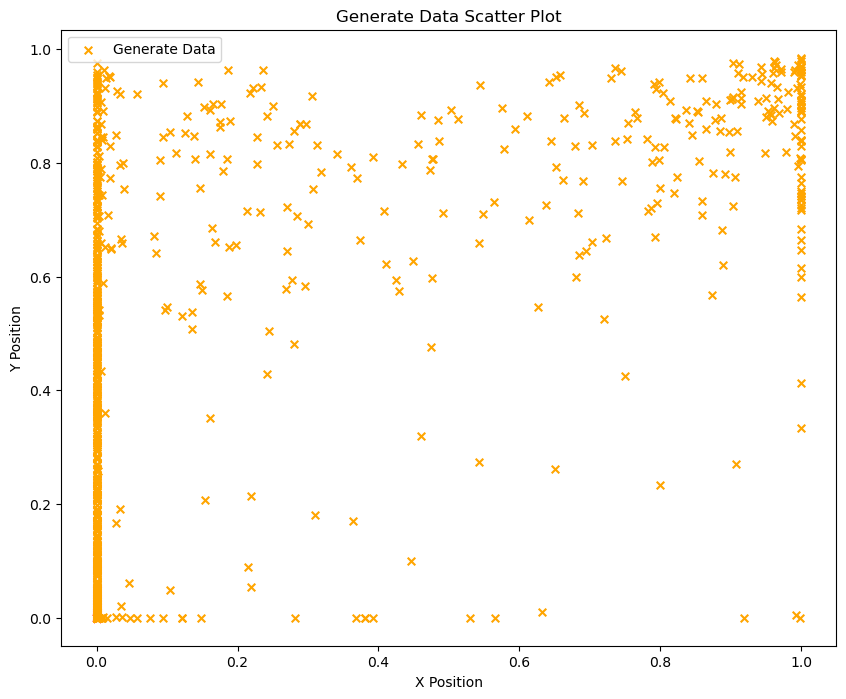 Generate Data Scatter Plot
Generate Data
1.0
0.8
0.6
0.4
0.2
0.0
Y Position
0.0 0.2 0.4 0.6 0.8 1.0
X Position